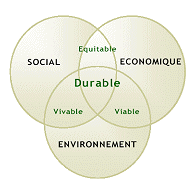 Equitable
SOCIAL
ECONOMIQUE
Durable
Vivable
Viable
ENVIRONNEMENT